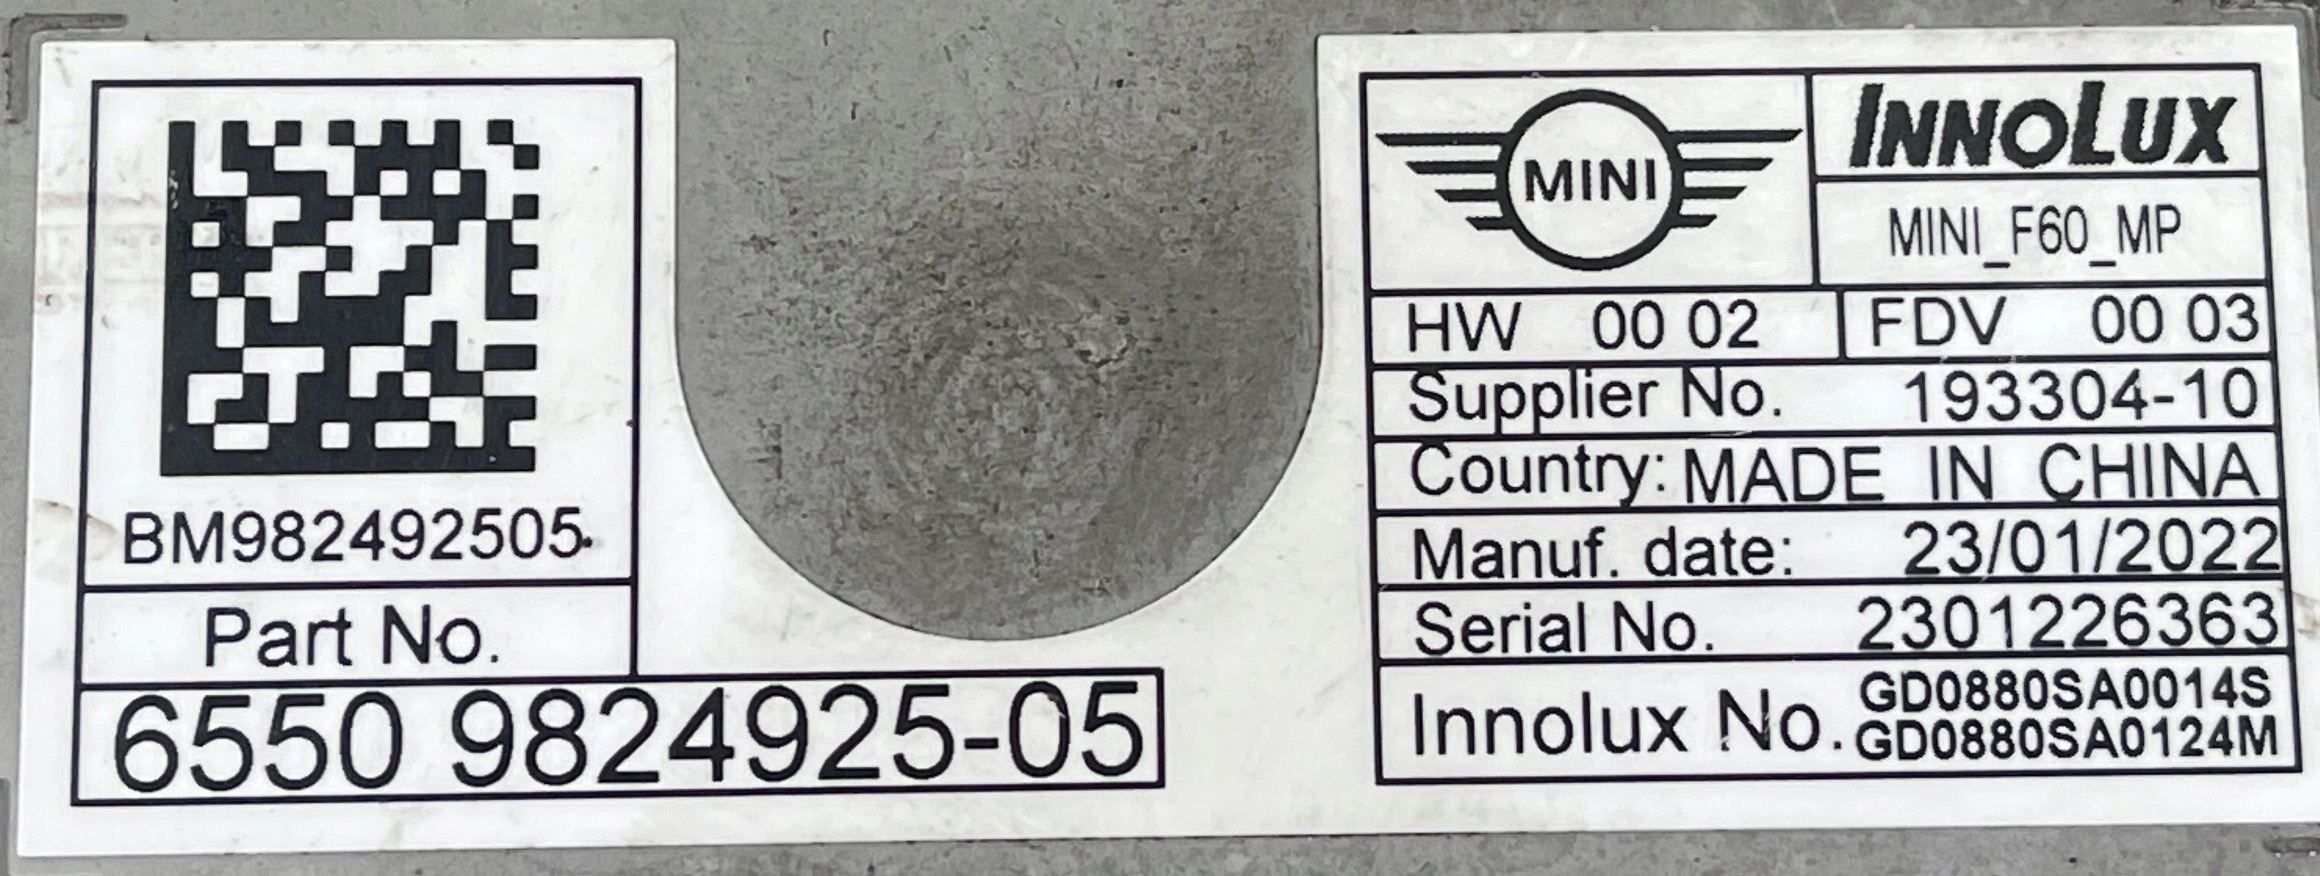 BM982492505
Part No.
6550 9824925-05
MINI
INNOLUX
MINI_F60_MP
HW 00 02 FDV 00 03
Supplier No. 193304-10
Country: MADE IN CHINA
Manuf. date: 23/01/2022
Serial No. 2301226363
Innolux No. GD0880SA0014S
GD0880SA0124M